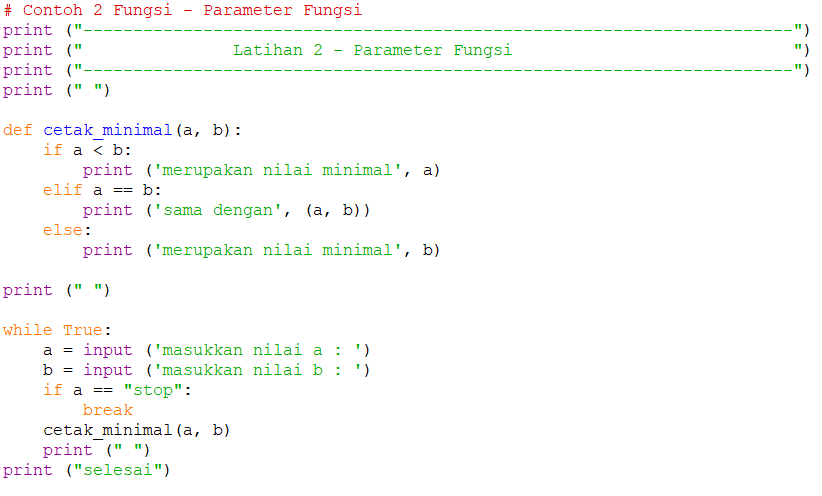 # Contoh 2 Fungsi - Parameter Fungsi
print ("-----------------------------------------------------------------------")
print ("               Latihan 2 - Parameter Fungsi                            ")
print ("-----------------------------------------------------------------------")
print (" ")

def cetak_minimal(a, b):
    if a < b:
        print ('merupakan nilai minimal', a)
    elif a == b:
        print ('sama dengan', (a, b))
    else:
        print ('merupakan nilai minimal', b)

print (" ")

while True:
    a = input ('masukkan nilai a : ')
    b = input ('masukkan nilai b : ')
    if a == "stop":
        break
    cetak_minimal(a, b)
    print (" ")
print ("selesai")